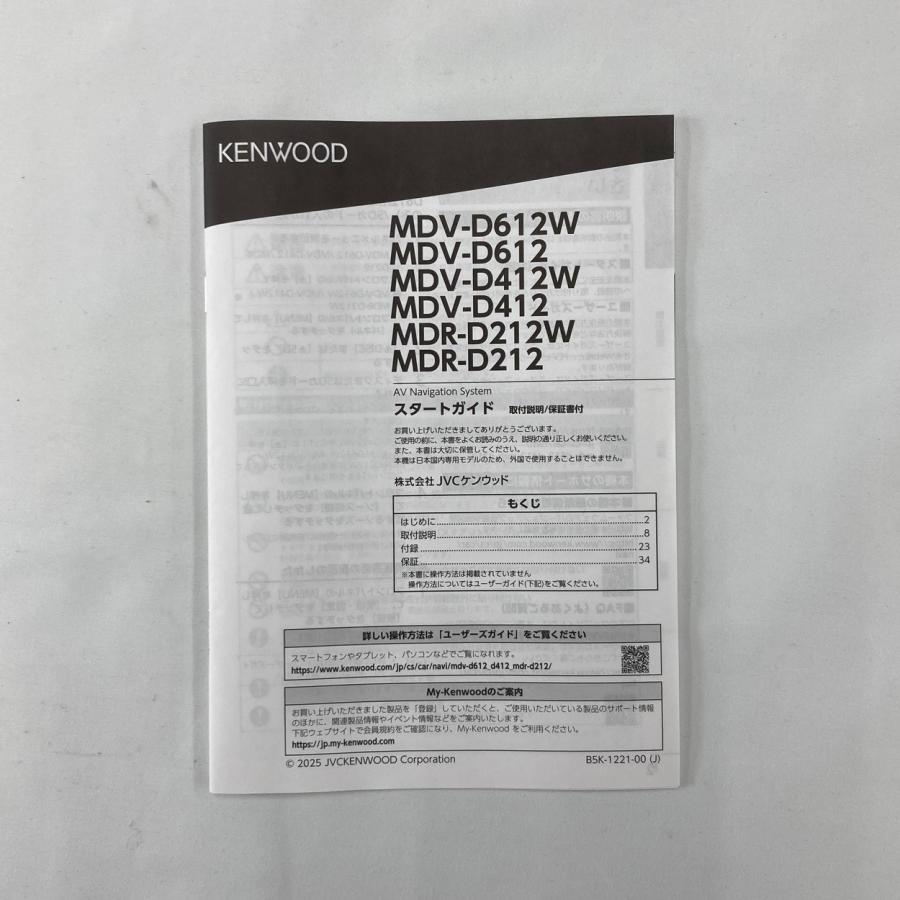 KENWOOD
MDV-D612W
MDV-D612
MDV-D412W
MDV-D412
MDR-D212W
MDR-D212
AV Navigation System
スタートガイド 取付説明/保証書付
お買い上げいただきましてありがとうございます。
ご使用の前に、本書をよくお読みのうえ、説明の通り正しくお使いください。
また、本書は大切に保管してください。
本機は日本国内専用モデルのため、外国で使用することはできません。
株式会社 JVCケンウッド
もくじ
はじめに 2
取付説明 8
付録 23
保証 34
※本書に操作方法は掲載されていません
操作方法についてはユーザーガイド(下記)をご覧ください。
詳しい操作方法は「ユーザーズガイド」をご覧ください
スマートフォンやタブレット、パソコンなどでご覧になれます。
https://www.kenwood.com/jp/cs/car/navi/mdv-d612_d412_mdr-d212/
My-Kenwoodのご案内
お買い上げいただきました製品を「登録」していただくと、ご使用いただいている製品のサポート情報
のほかに、関連製品情報やイベント情報などをご案内いたします。
下記ウェブサイトで会員規約をご確認になり、My-Kenwood をご利用ください。
https://jp.my-kenwood.com
© 2025 JVCKENWOOD Corporation
B5K-1221-00 (J)